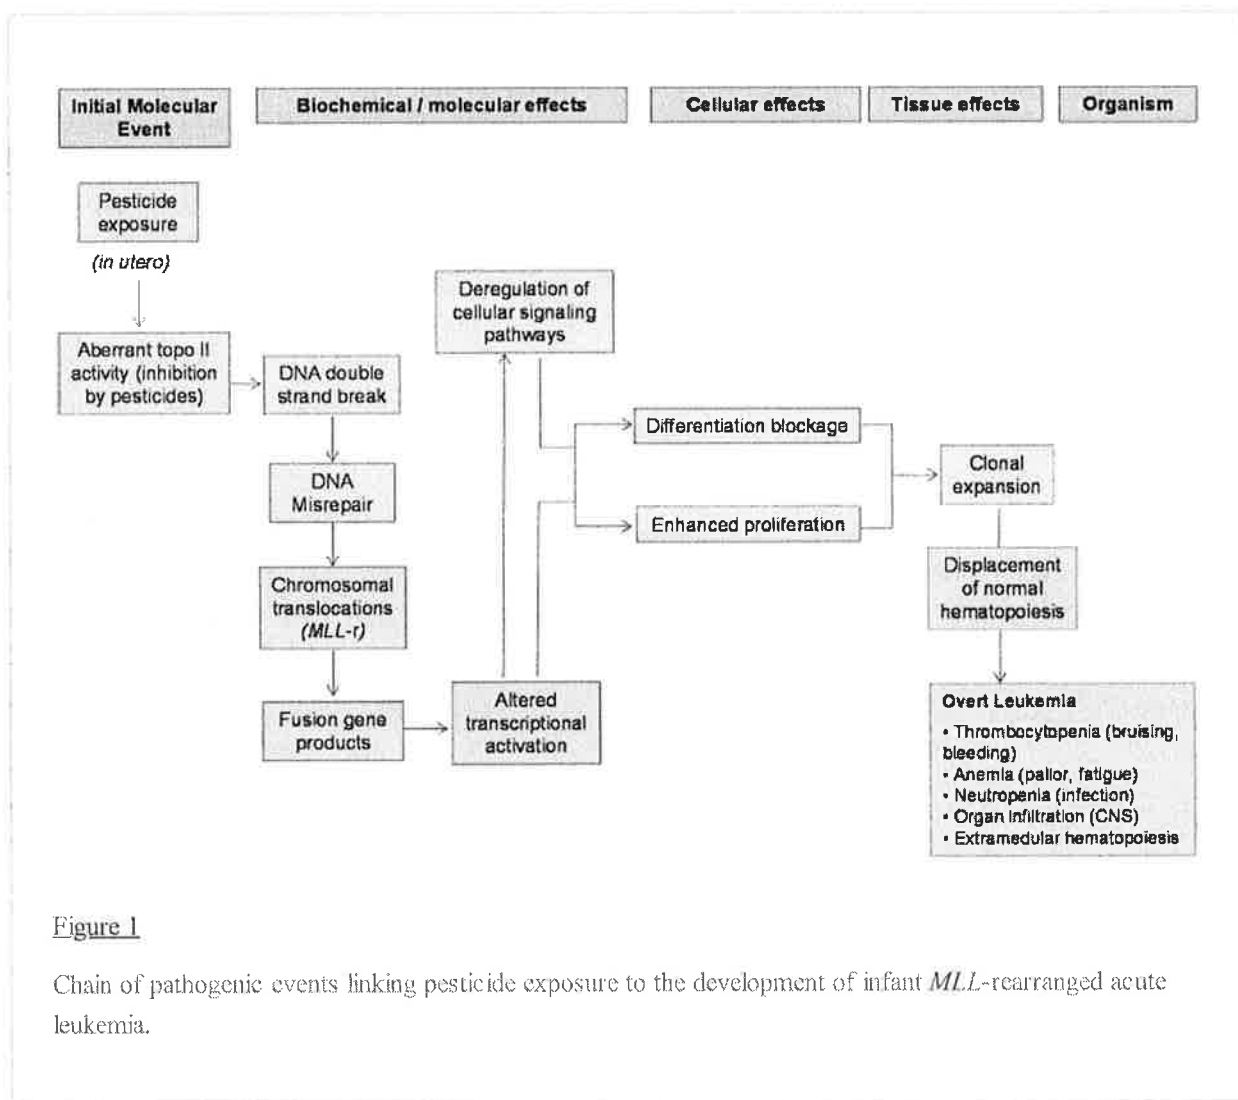 Initial Molecular
Event
Biochemical / molecular effects
Cellular effects
Tissue effects
Organism
Pesticide
exposure
(in utero)
Aberrant topo II
activity (inhibition
by pesticides)
DNA double
strand break
DNA
Misrepair
Chromosomal
translocations
(MLL-r)
Fusion gene
products
Altered
transcriptional
activation
Deregulation of
cellular signaling
pathways
Differentiation blockage
Enhanced proliferation
Clonal
expansion
Displacement
of normal
hematopoiesis
Overt Leukemia
• Thrombocytopenia (bruising,
bleeding)
• Anemia (pallor, fatigue)
• Neutropenia (infection)
• Organ Infiltration (CNS)
• Extramedular hematopoiesis
Figure 1
Chain of pathogenic events linking pesticide exposure to the development of infant MLL-rearranged acute
leukemia.